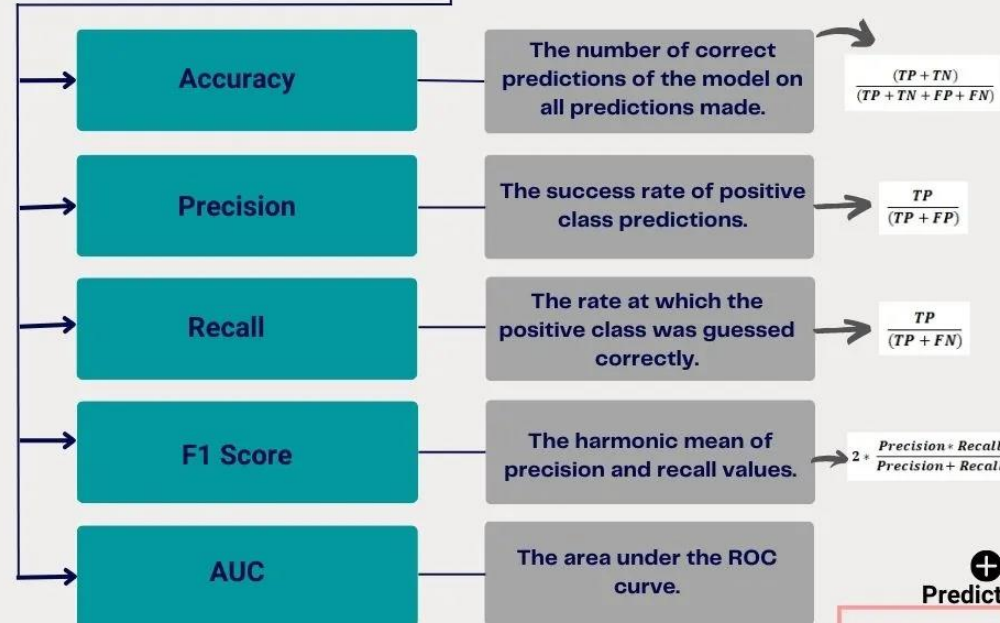 Accuracy
The number of correct
predictions of the model on
all predictions made.
(TP + TN)
(TP + TN + FP + FN)
Precision
The success rate of positive
class predictions.
TP
(TP + FP)
Recall
The rate at which the
positive class was guessed
correctly.
TP
(TP + FN)
F1 Score
The harmonic mean of
precision and recall values.
2 *
Precision * Recall
Precision + Recal
AUC
The area under the ROC
curve.
+
Predict